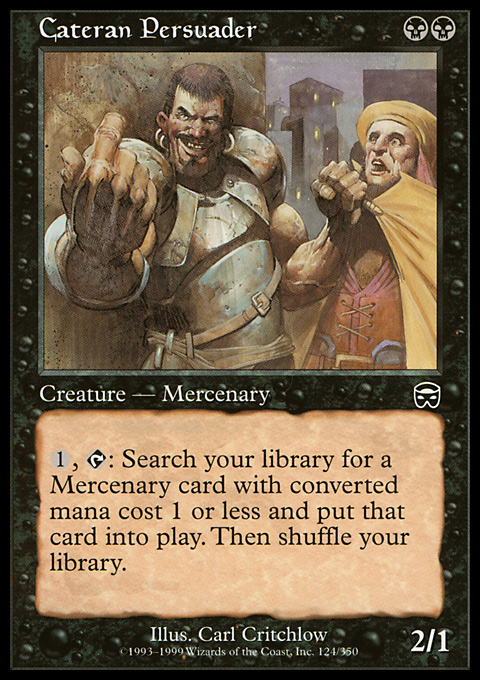 Cateran Persuader
Creature — Mercenary
1, : Search your library for a
Mercenary card with converted
mana cost 1 or less and put that
card into play. Then shuffle your
library.
Illus. Carl Critchlow
©1993–1999 Wizards of the Coast, Inc. 124/350
2/1